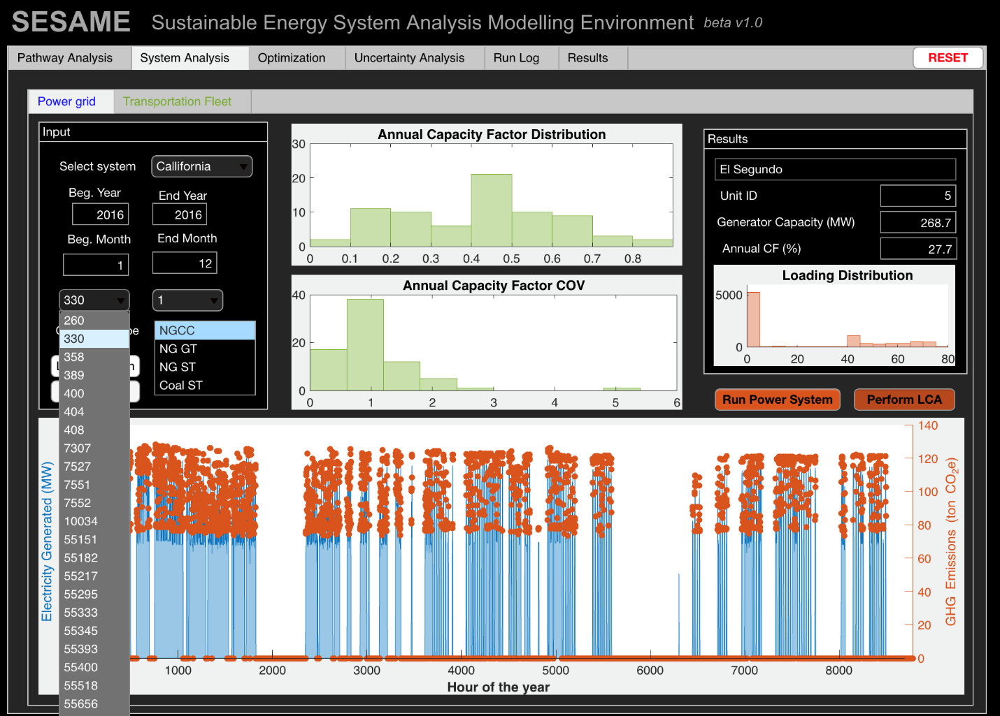 SESAME Sustainable Energy System Analysis Modelling Environment beta v1.0
Pathway Analysis System Analysis Optimization Uncertainty Analysis Run Log Results RESET
Power grid Transportation Fleet
Input
Select system Callifornia
Beg. Year End Year
2016 2016
Beg. Month End Month
1 12
330 1
260
330
358
389
400
404
408
7307
7527
7551
7552
10034
55151
55182
55217
55295
55333
55345
55393
55400
55518
55656
NGCC
NG GT
NG ST
Coal ST
Annual Capacity Factor Distribution
30
20
10
0
0 0.1 0.2 0.3 0.4 0.5 0.6 0.7 0.8
Annual Capacity Factor COV
40
20
0
0 1 2 3 4 5 6
Results
El Segundo
Unit ID 5
Generator Capacity (MW) 268.7
Annual CF (%) 27.7
Loading Distribution
5000
0
0 20 40 60 80
Run Power System Perform LCA
Electricity Generated (MW)
140
120
100
80
60
40
20
0
GHG Emissions (ton CO2e)
1000 2000 3000 4000 5000 6000 7000 8000
Hour of the year